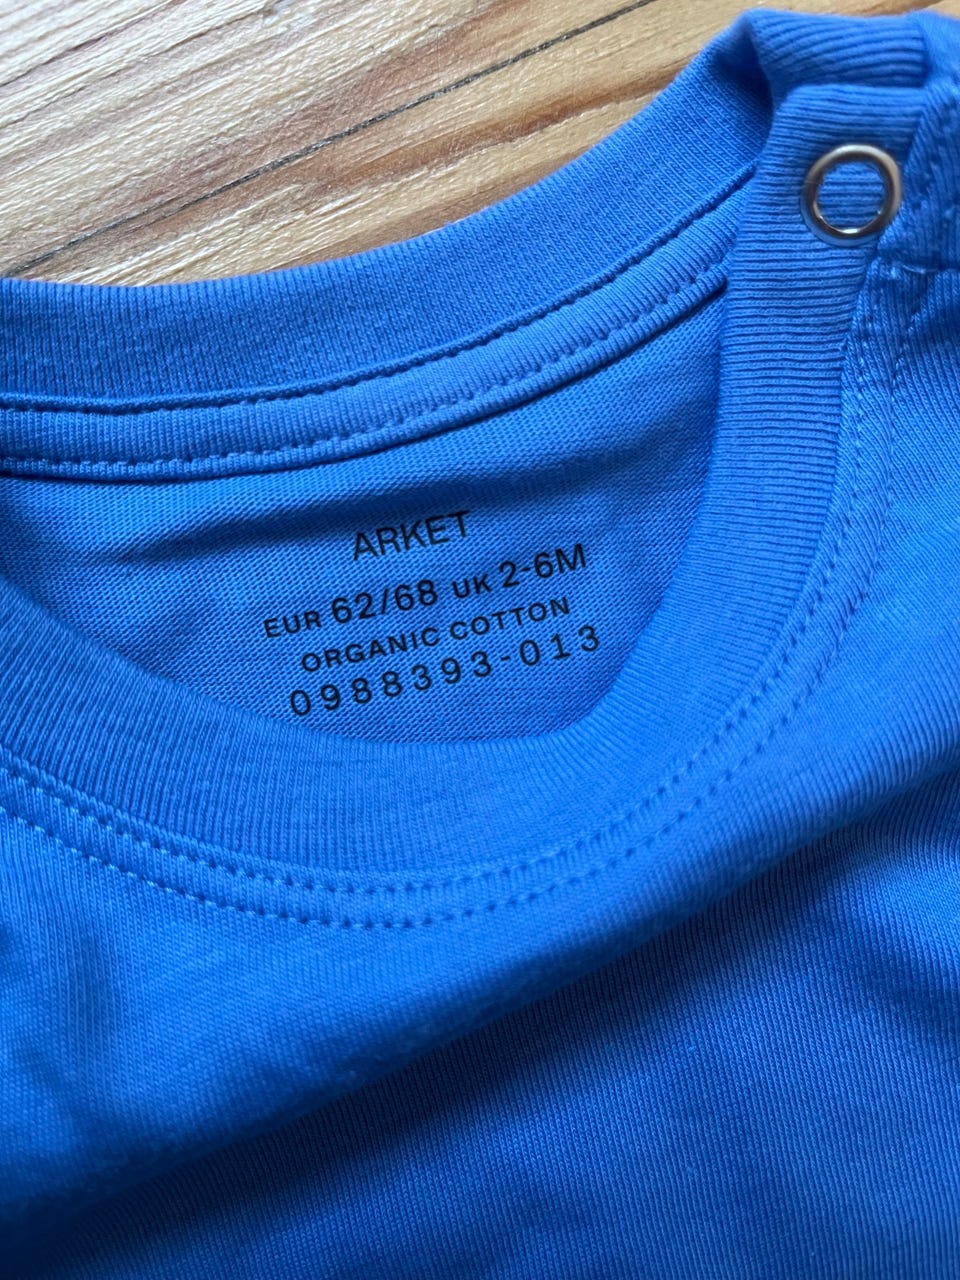 ARKET
EUR 62/68 UK 2-6M
ORGANIC COTTON
0988393-013